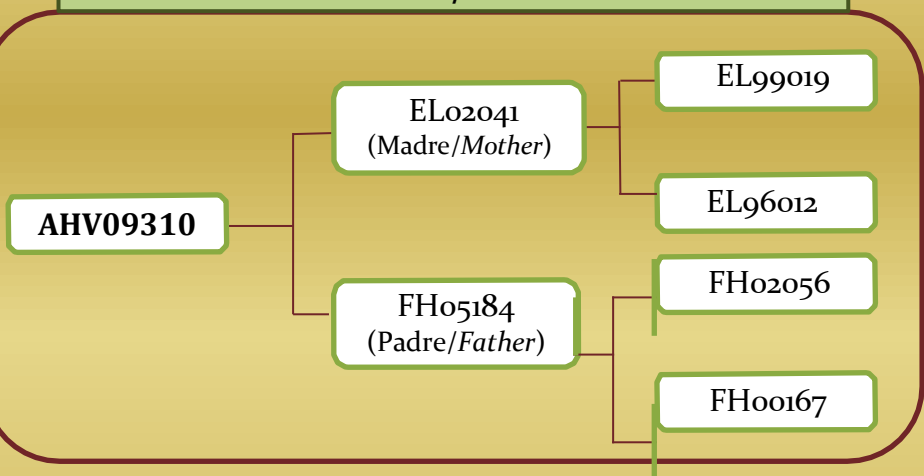 EL99019
EL02041
(Madre/Mother)
EL96012
AHV09310
FH02056
FH05184
(Padre/Father)
FH00167